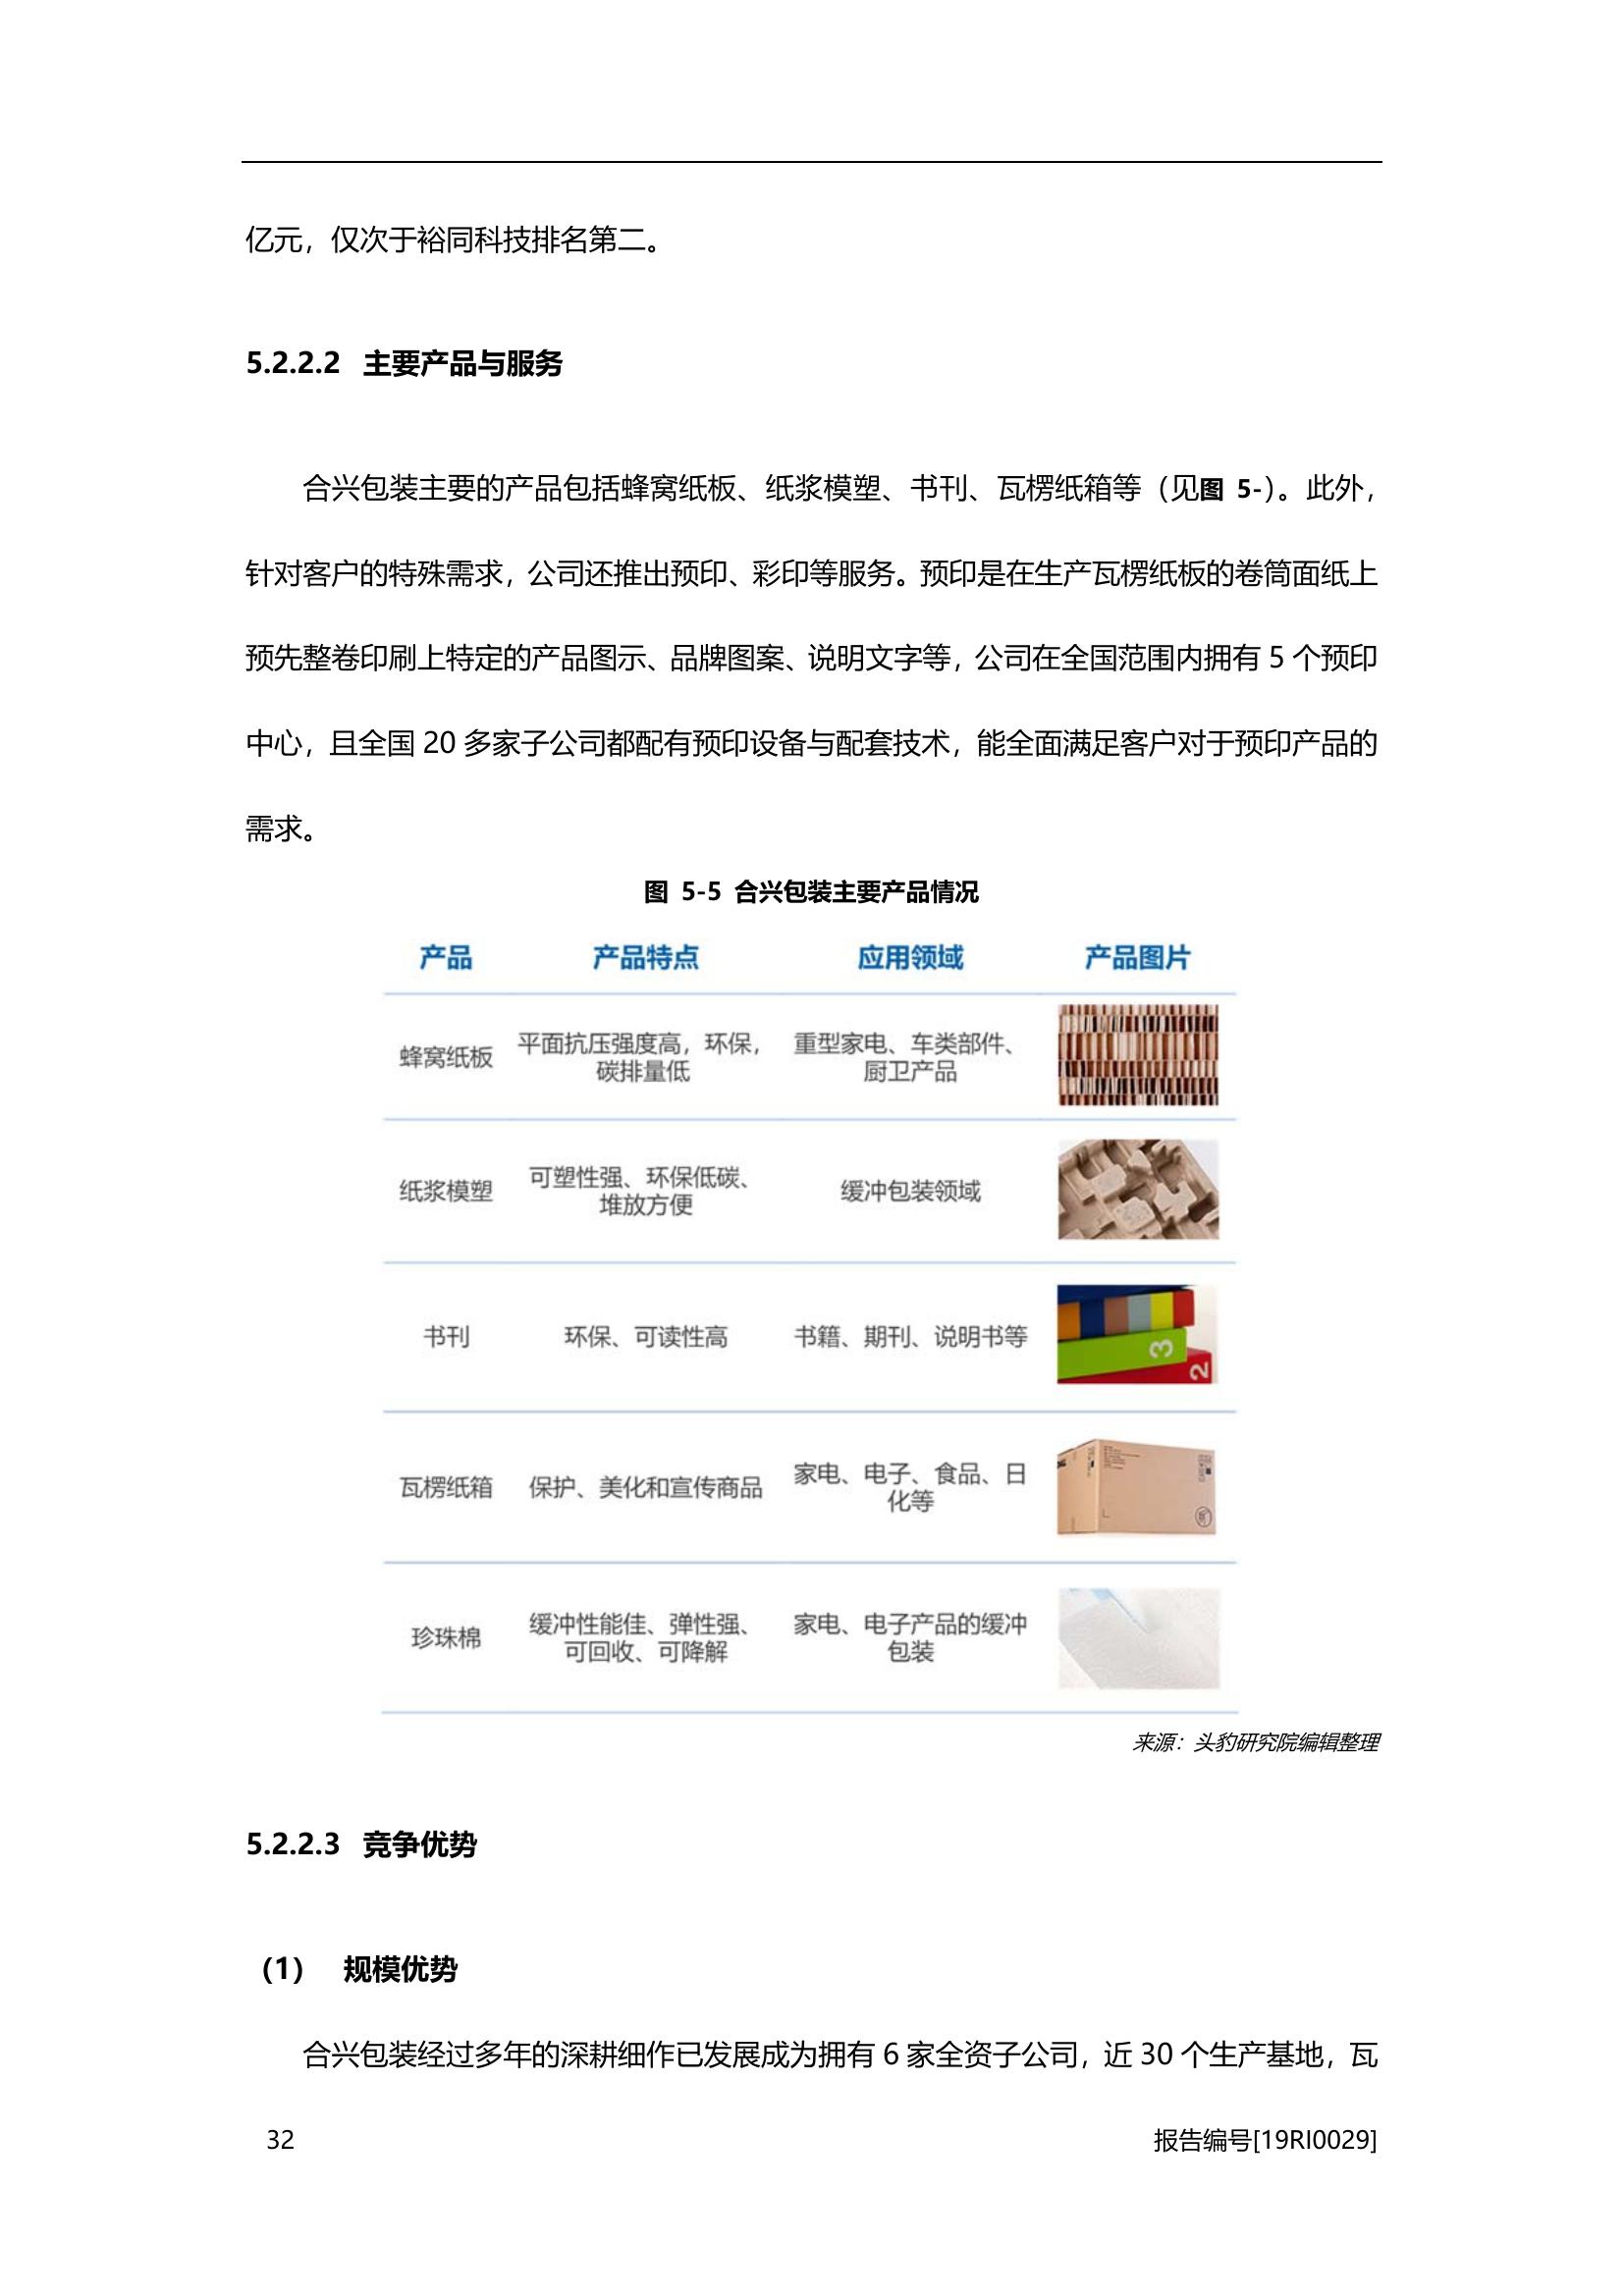 亿元，仅次于裕同科技排名第二。
5.2.2.2 主要产品与服务
合兴包装主要的产品包括蜂窝纸板、纸浆模塑、书刊、瓦楞纸箱等（见图 5-）。此外，
针对客户的特殊需求，公司还推出预印、彩印等服务。预印是在生产瓦楞纸板的卷筒面纸上
预先整卷印刷上特定的产品图示、品牌图案、说明文字等，公司在全国范围内拥有 5 个预印
中心，且全国 20 多家子公司都配有预印设备与配套技术，能全面满足客户对于预印产品的
需求。
图 5-5 合兴包装主要产品情况
产品 产品特点 应用领域 产品图片
蜂窝纸板 平面抗压强度高，环保， 重型家电、车类部件、
碳排量低 厨卫产品
纸浆模塑 可塑性强、环保低碳、 缓冲包装领域
堆放方便
书刊 环保、可读性高 书籍、期刊、说明书等
3
2
瓦楞纸箱 保护、美化和宣传商品 家电、电子、食品、日
化等
珍珠棉 缓冲性能佳、弹性强、 家电、电子产品的缓冲
可回收、可降解 包装
来源：头豹研究院编辑整理
5.2.2.3 竞争优势
（1） 规模优势
合兴包装经过多年的深耕细作已发展成为拥有 6 家全资子公司，近 30 个生产基地，瓦
32 报告编号[19RI0029]